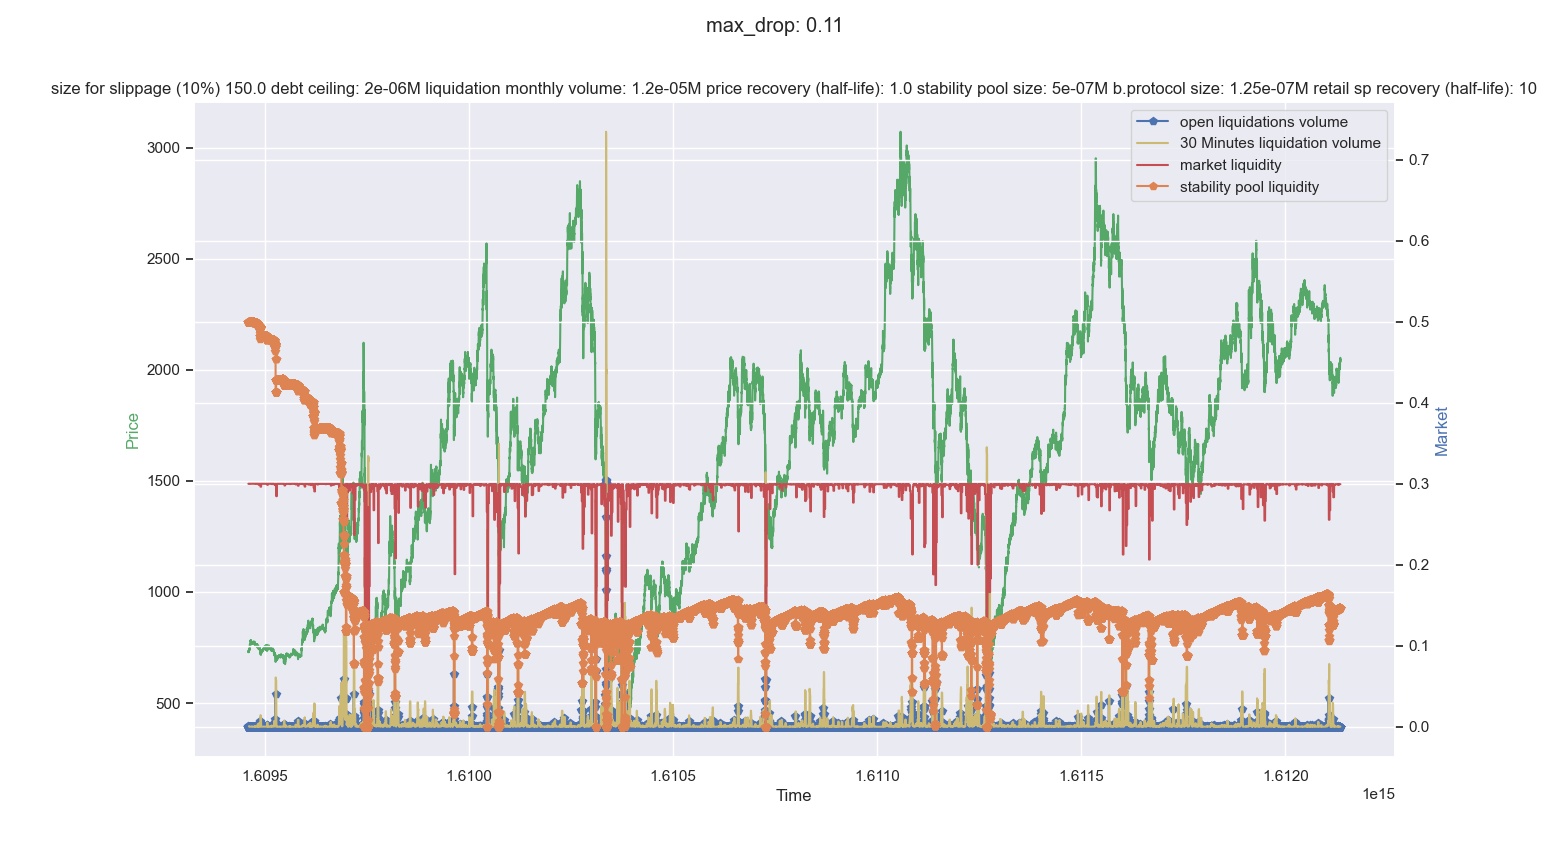 max_drop: 0.11
size for slippage (10%) 150.0 debt ceiling: 2e-06M liquidation monthly volume: 1.2e-05M price recovery (half-life): 1.0 stability pool size: 5e-07M b.protocol size: 1.25e-07M retail sp recovery (half-life): 10
open liquidations volume
30 Minutes liquidation volume
market liquidity
stability pool liquidity
3000
2500
2000
1500
1000
500
Price
0.7
0.6
0.5
0.4
0.3
0.2
0.1
0.0
Market
1.6095 1.6100 1.6105 1.6110 1.6115 1.6120
Time
1e15